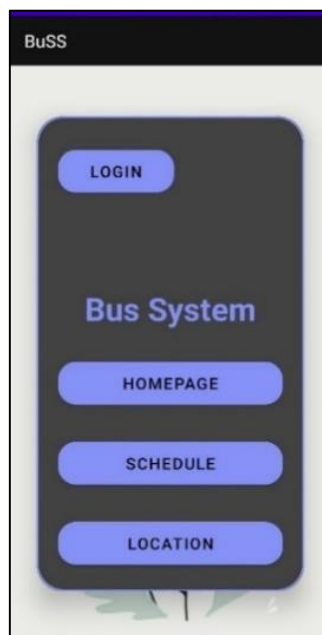 BuSS
LOGIN
Bus System
HOMEPAGE
SCHEDULE
LOCATION